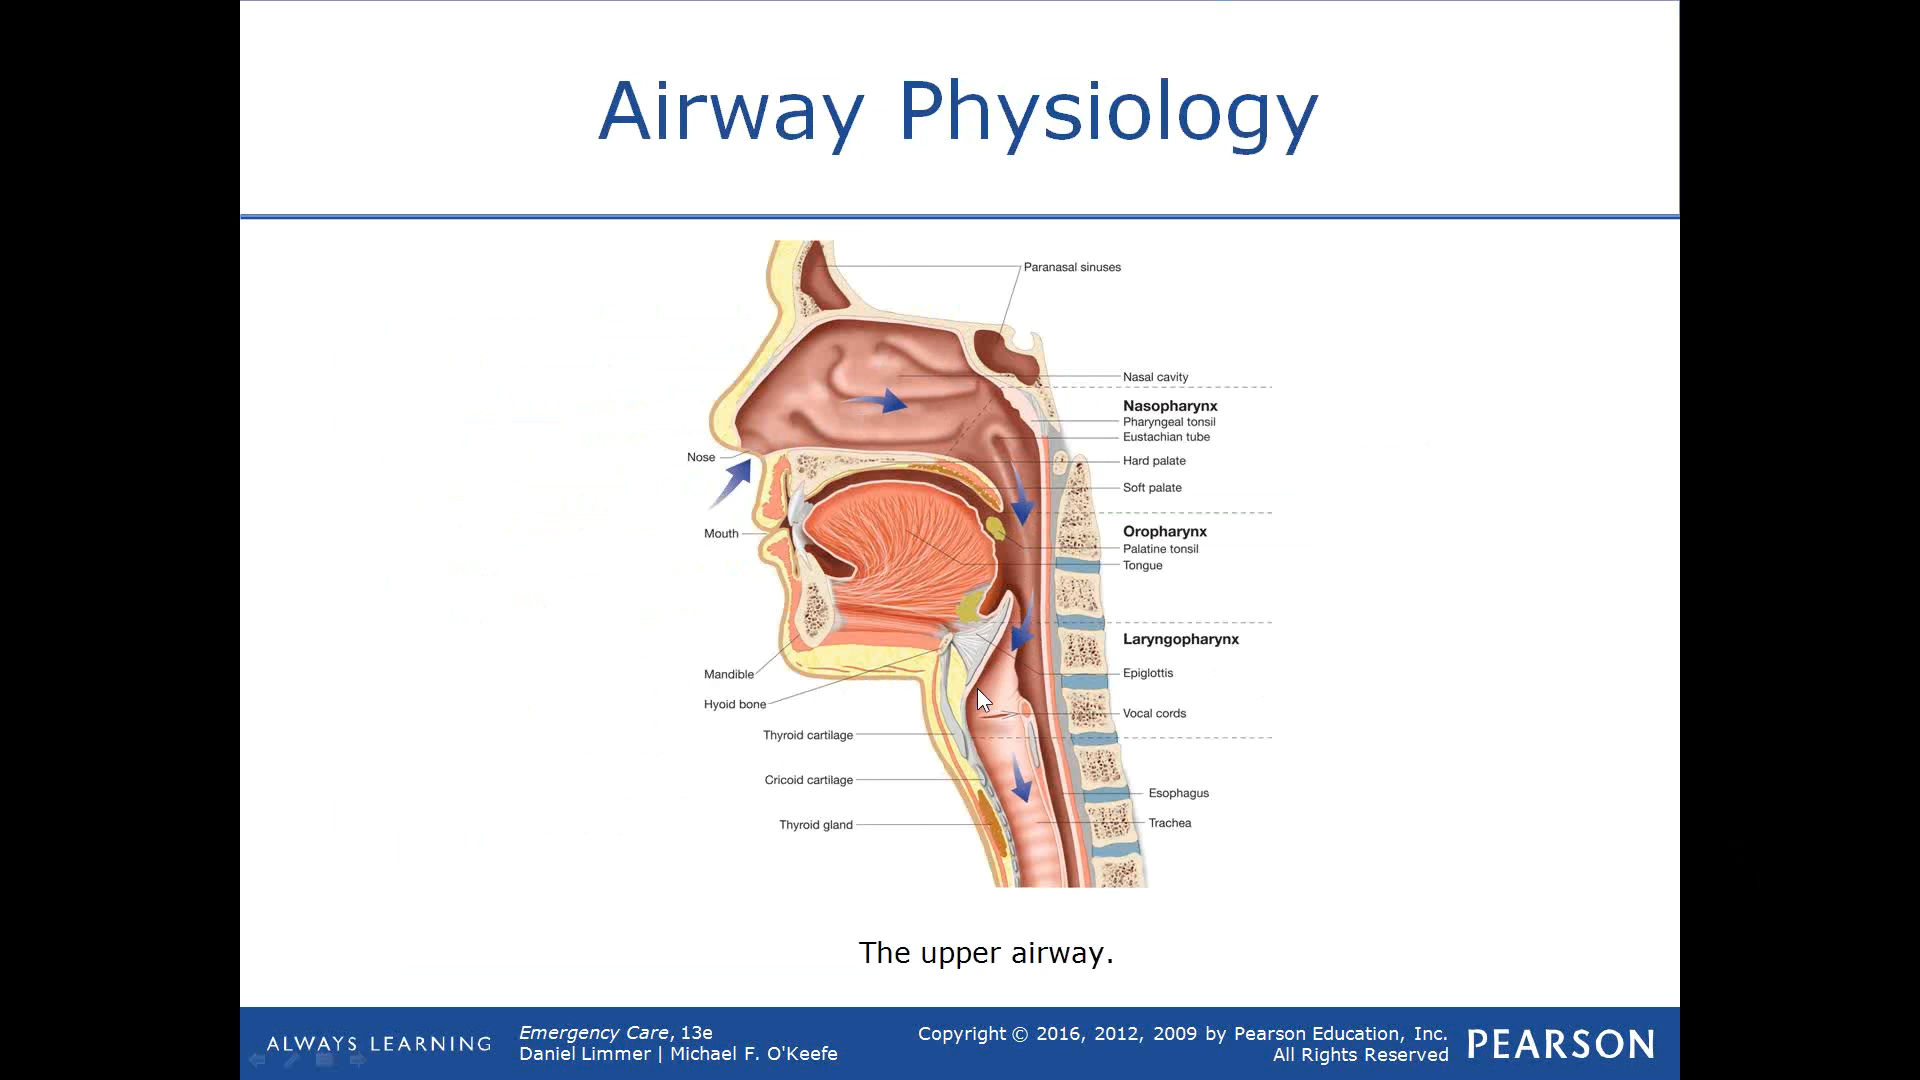 Airway Physiology
Paranasal sinuses
Nasal cavity
Nasopharynx
Pharyngeal tonsil
Eustachian tube
Nose
Hard palate
Soft palate
Mouth
Oropharynx
Palatine tonsil
Tongue
Laryngopharynx
Mandible
Epiglottis
Hyoid bone
Vocal cords
Thyroid cartilage
Cricoid cartilage
Esophagus
Thyroid gland
Trachea
The upper airway.
ALWAYS LEARNING
Emergency Care, 13e
Daniel Limmer | Michael F. O'Keefe
Copyright © 2016, 2012, 2009 by Pearson Education, Inc.
All Rights Reserved
PEARSON